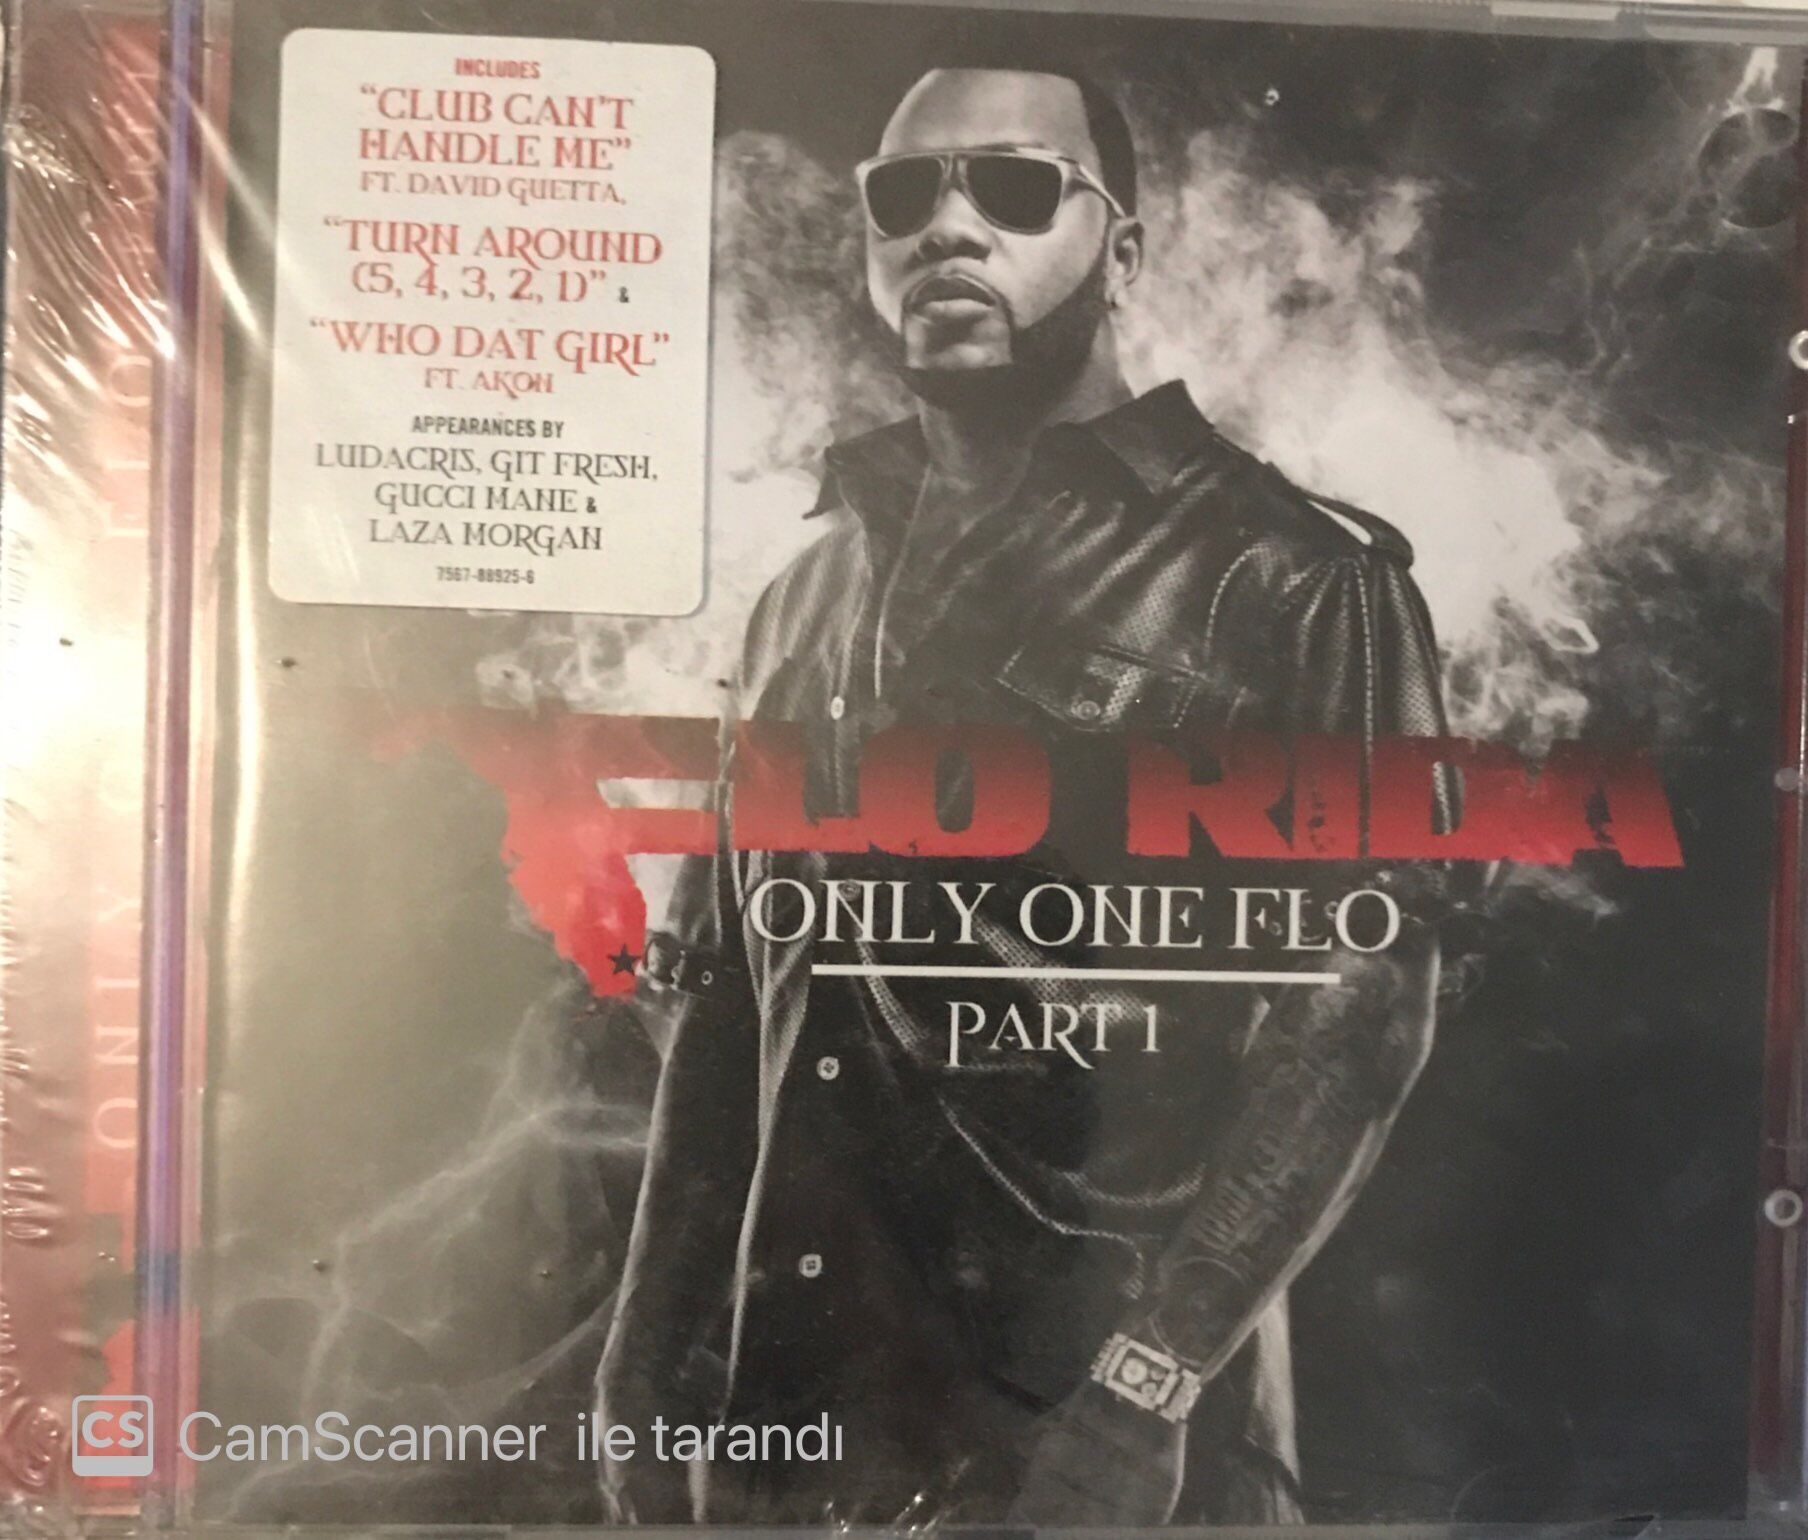 INCLUDES
"CLUB CAN'T
HANDLE ME"
FT. DAVID GUETTA,
"TURN AROUND
(5, 4, 3, 2, 1)" &
"WHO DAT GIRL"
FT. AKON
APPEARANCES BY
LUDACRIS, GIT FRESH,
GUCCI MANE &
LAZA MORGAN
7567-88925-6
FLO RIDA
ONLY ONE FLO
PART 1
ONLY
FLO
CS CamScanner ile tarandı